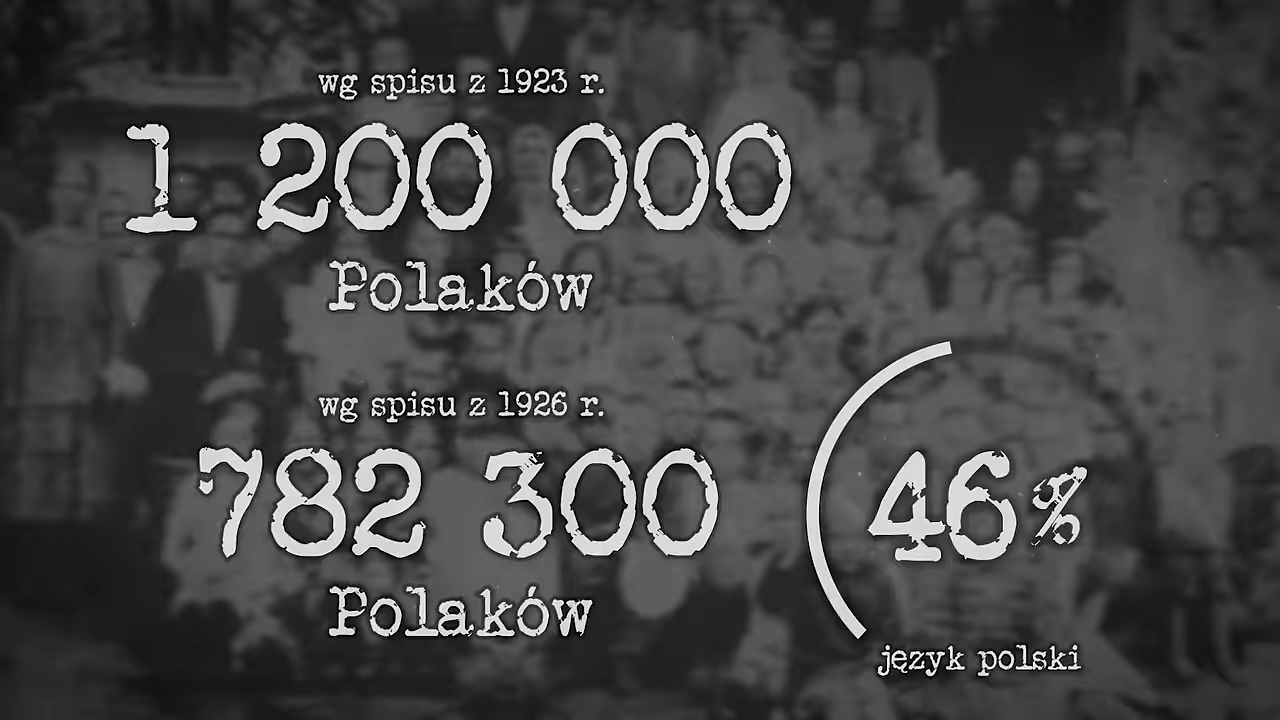 wg spisu z 1923 r.
1 200 000
Polaków
wg spisu z 1926 r.
782 300
Polaków
46%
język polski